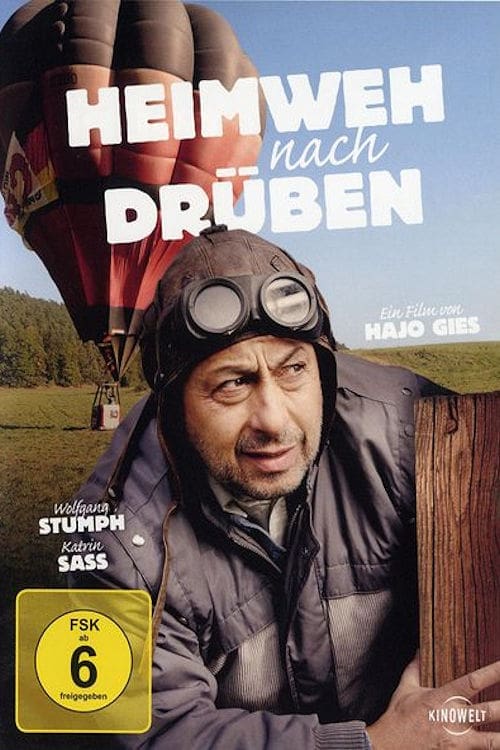 HEIMWEH
nach
DRÜBEN
Ein Film von
HAJO GIES
Wolfgang
STUMPH
Katrin
SASS
FSK
ab
6
freigegeben
KINOWELT